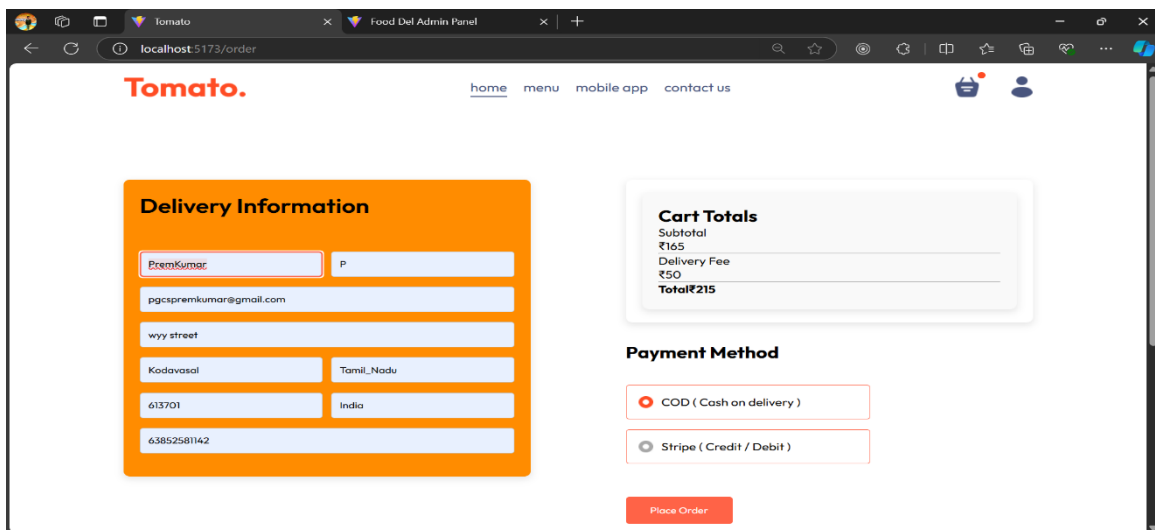 Tomato
Food Del Admin Panel
localhost:5173/order
Tomato.
home menu mobile app contact us
Delivery Information
PremKumar P
pgcspremkumar@gmail.com
wyy street
Kodavasal Tamil_Nadu
613701 India
63852581142
Cart Totals
Subtotal
₹165
Delivery Fee
₹50
Total₹215
Payment Method
COD ( Cash on delivery )
Stripe ( Credit / Debit )
Place Order